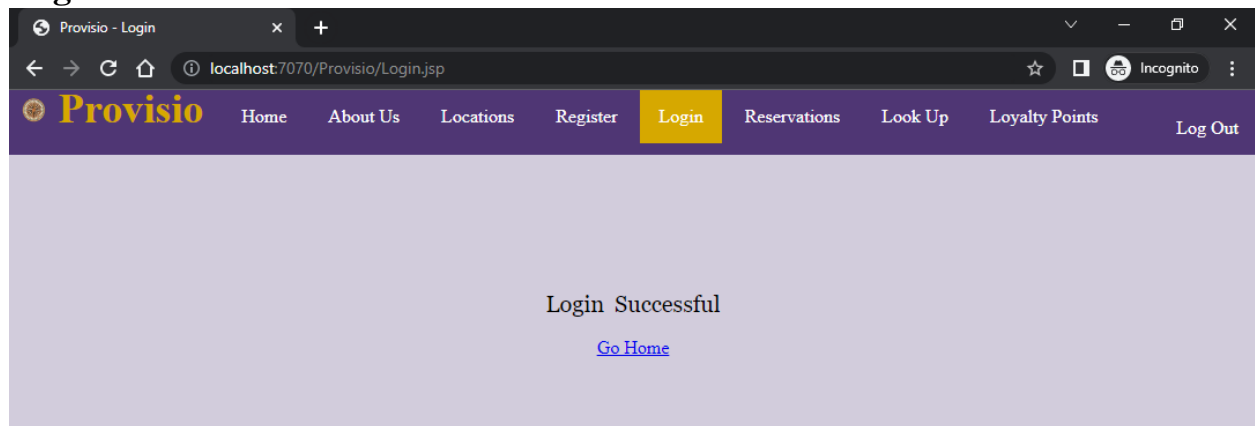 Provisio - Login
localhost:7070/Provisio/Login.jsp Incognito
Provisio Home About Us Locations Register Login Reservations Look Up Loyalty Points Log Out
Login Successful
Go Home